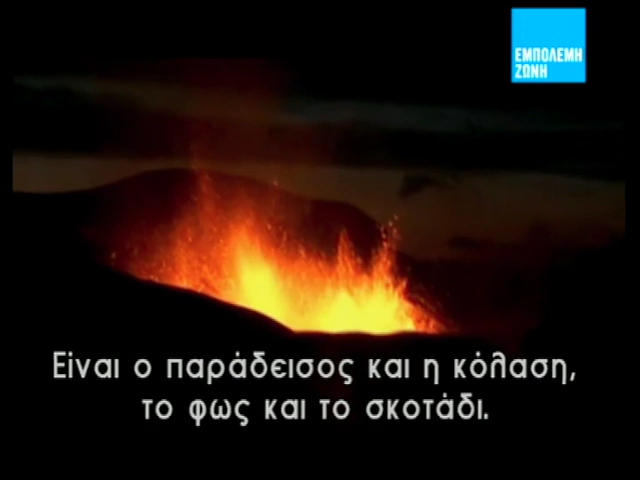 ΕΜΠΟΛΕΜΗ
ΖΩΝΗ
Είναι ο παράδεισος και η κόλαση,
το φως και το σκοτάδι.